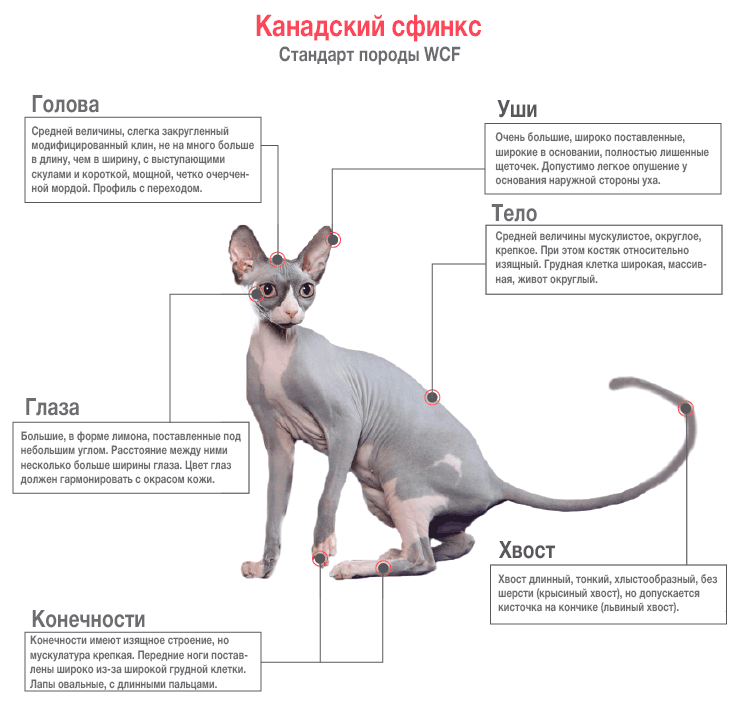 Канадский сфинкс
Стандарт породы WCF
Голова
Средней величины, слегка закругленный
модифицированный клин, не на много больше
в длину, чем в ширину, с выступающими
скулами и короткой, мощной, четко очерчен-
ной мордой. Профиль с переходом.
Уши
Очень большие, широко поставленные,
широкие в основании, полностью лишенные
щеточек. Допустимо легкое опушение у
основания наружной стороны уха.
Тело
Средней величины мускулистое, округлое,
крепкое. При этом костяк относительно
изящный. Грудная клетка широкая, массив-
ная, живот округлый.
Глаза
Большие, в форме лимона, поставленные под
небольшим углом. Расстояние между ними
несколько больше ширины глаза. Цвет глаз
должен гармонировать с окрасом кожи.
Хвост
Хвост длинный, тонкий, хлыстообразный, без
шерсти (крысиный хвост), но допускается
кисточка на кончике (львиный хвост).
Конечности
Конечности имеют изящное строение, но
мускулатура крепкая. Передние ноги постав-
лены широко из-за широкой грудной клетки.
Лапы овальные, с длинными пальцами.